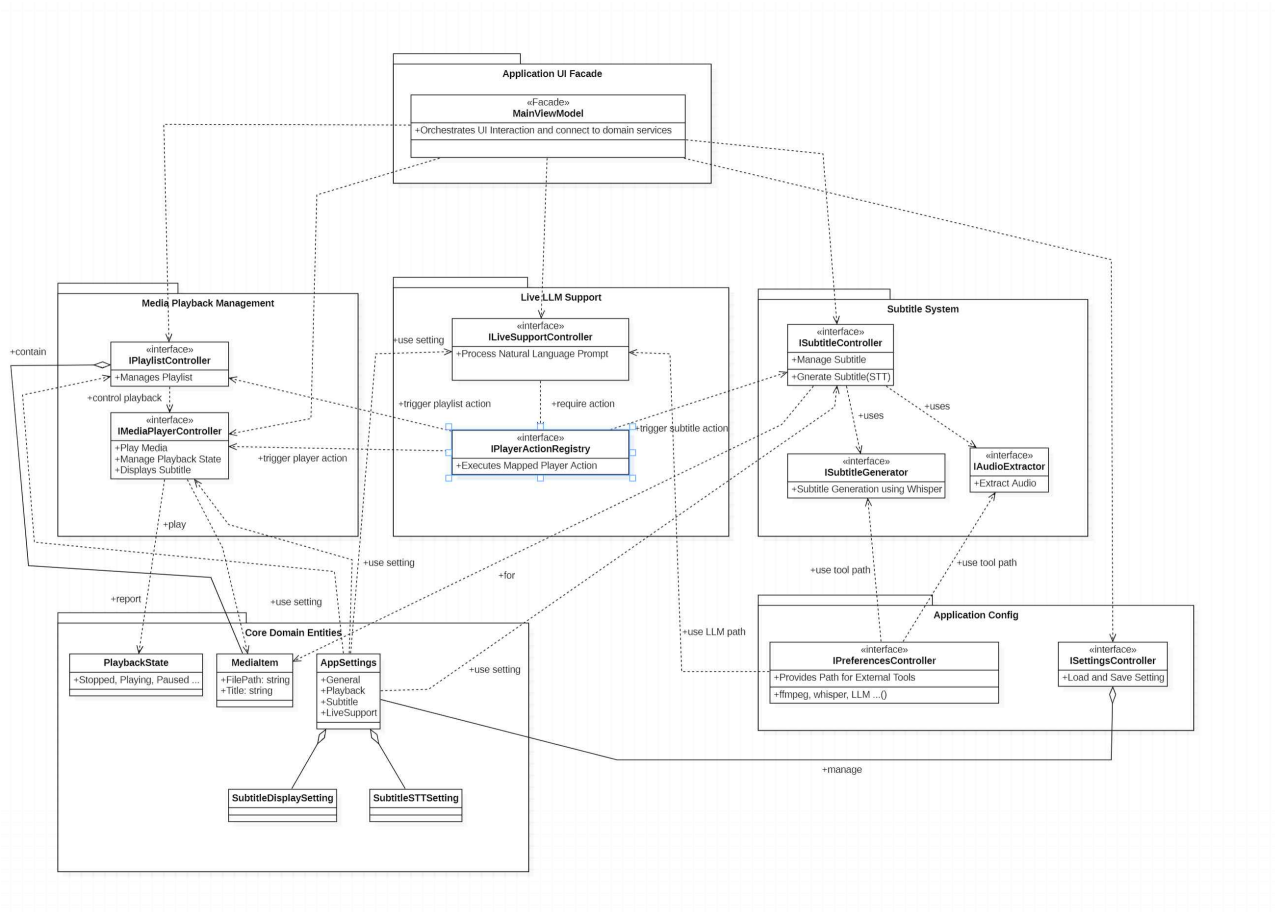 Application UI Facade
«Facade»
MainViewModel
+Orchestrates UI Interaction and connect to domain services
Media Playback Management
«interface»
IPlaylistController
+Manages Playlist
+contain
+control playback
«interface»
IMediaPlayerController
+Play Media
+Manage Playback State
+Displays Subtitle
+play
+report
Live LLM Support
«interface»
ILiveSupportController
+Process Natural Language Prompt
+use setting
+trigger playlist action
+require action
+trigger subtitle action
«interface»
IPlayerActionRegistry
+Executes Mapped Player Action
+trigger player action
+use setting
+use setting
+for
Subtitle System
«interface»
ISubtitleController
+Manage Subtitle
+Gnerate Subtitle(STT)
+uses
+uses
«interface»
ISubtitleGenerator
+Subtitle Generation using Whisper
«interface»
IAudioExtractor
+Extract Audio
+use tool path
+use tool path
Core Domain Entities
PlaybackState
+Stopped, Playing, Paused ...
MediaItem
+FilePath: string
+Title: string
AppSettings
+General
+Playback
+Subtitle
+LiveSupport
SubtitleDisplaySetting
SubtitleSTTSetting
+use setting
+use LLM path
Application Config
«interface»
IPreferencesController
+Provides Path for External Tools
+ffmpeg, whisper, LLM ...()
«interface»
ISettingsController
+Load and Save Setting
+manage